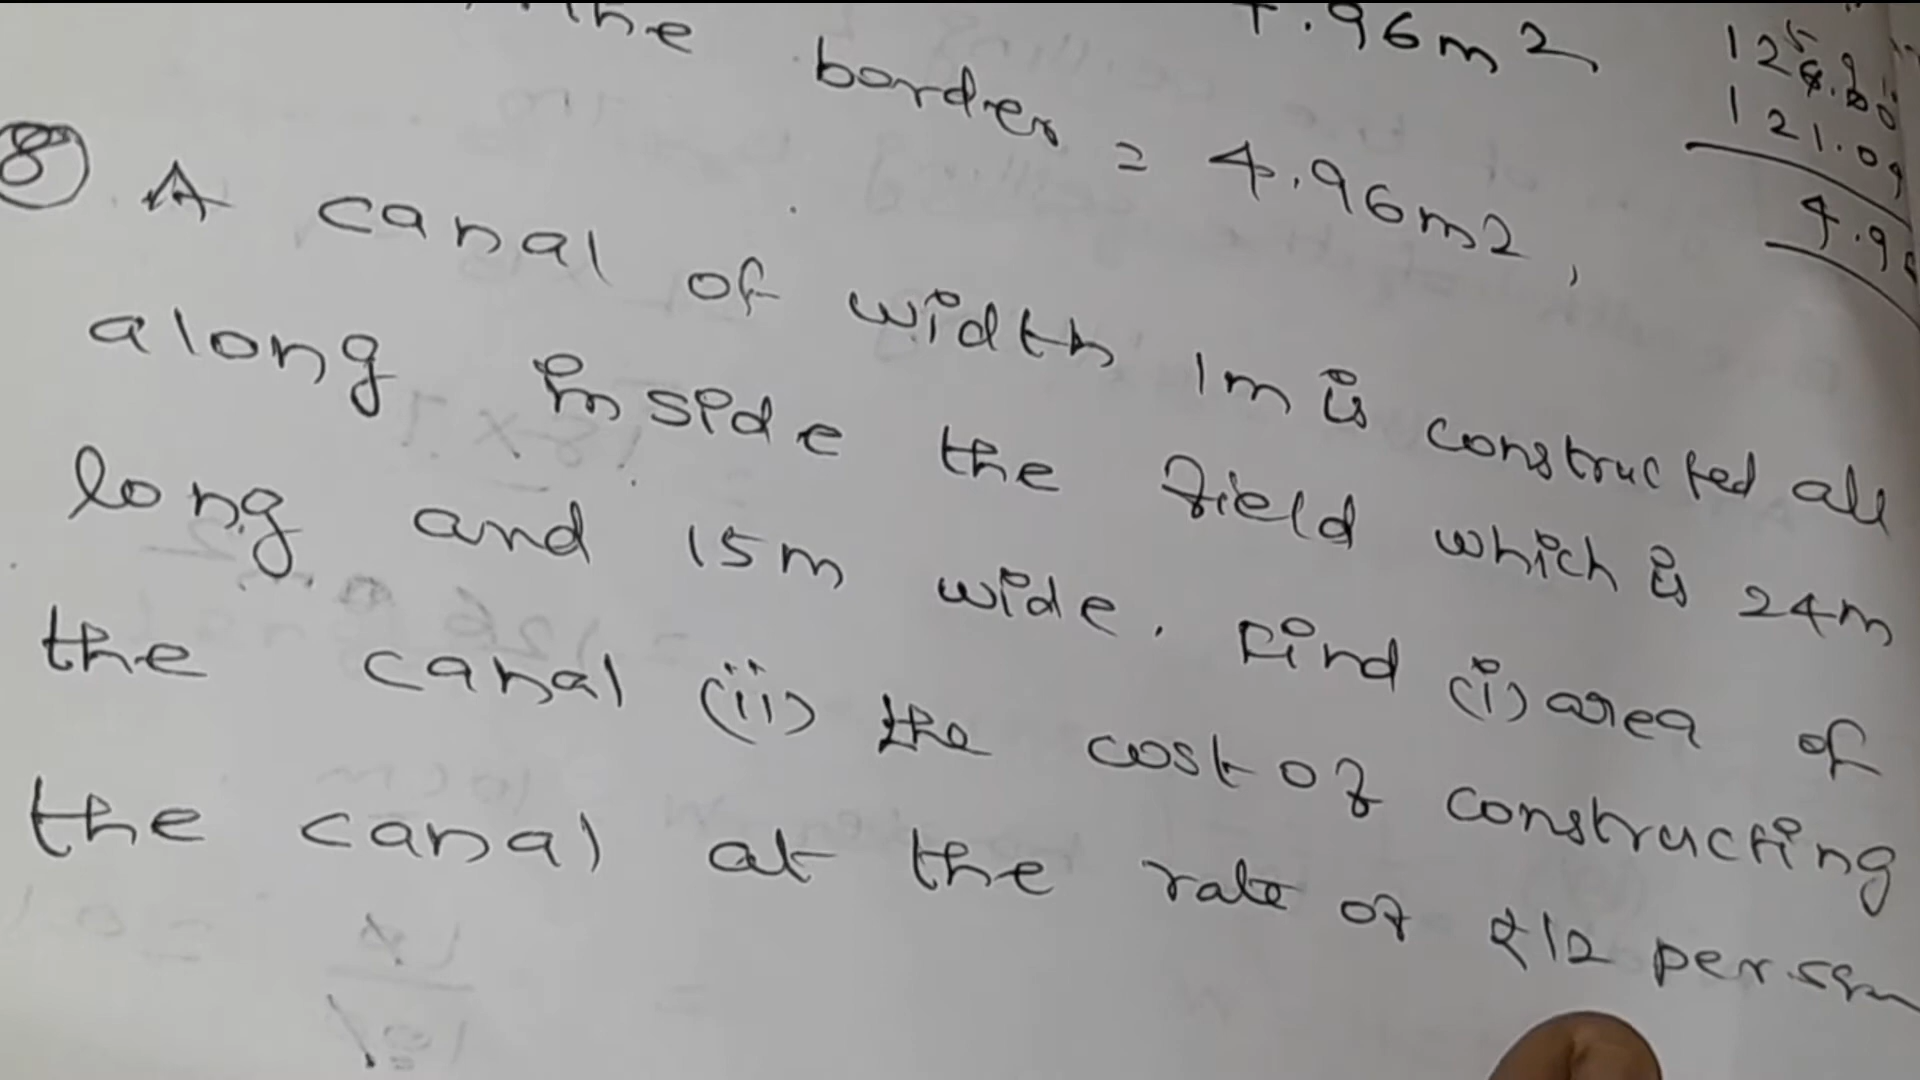 the border = 4.96m2,
.96m2
121.09
4.9
⑧ A canal of width 1m is constructed all
along inside the field which is 24m
long and 15m wide. Find (i) area of
the canal (ii) the cost of constructing
the canal at the rate of ₹12 per sqm